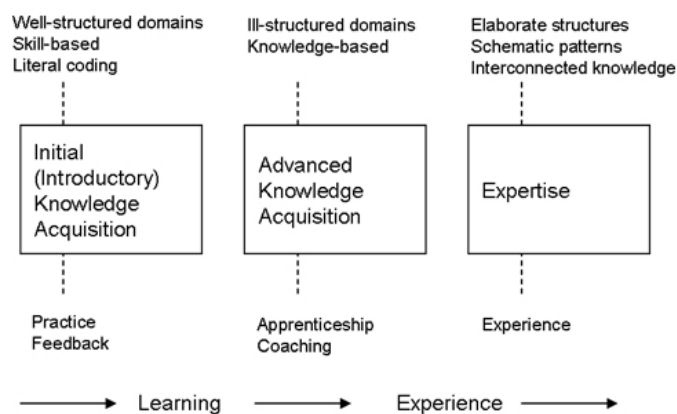 Well-structured domains
Skill-based
Literal coding
Ill-structured domains
Knowledge-based
Elaborate structures
Schematic patterns
Interconnected knowledge
Initial
(Introductory)
Knowledge
Acquisition
Advanced
Knowledge
Acquisition
Expertise
Practice
Feedback
Apprenticeship
Coaching
Experience
Learning
Experience